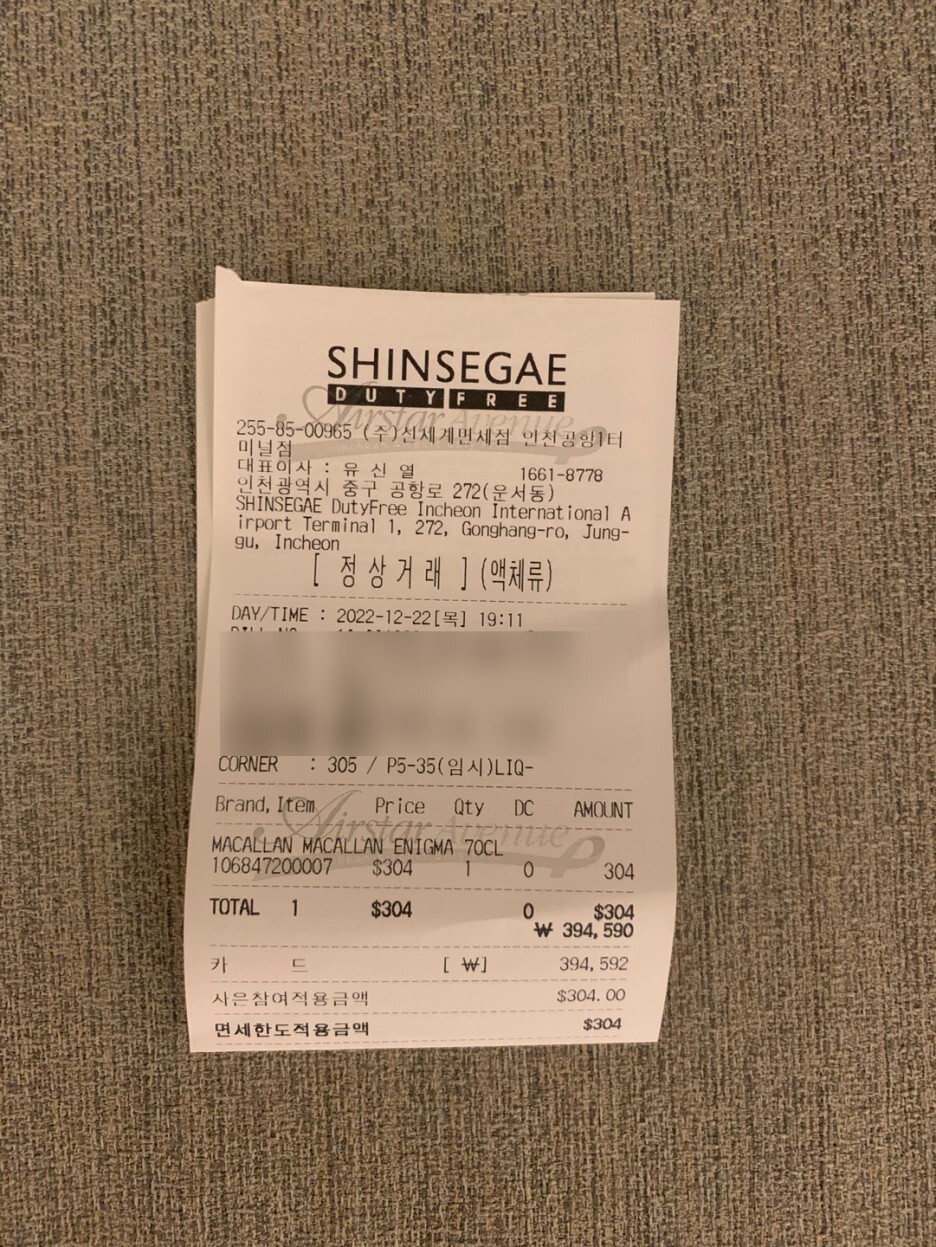 SHINSEGAE
DUTY FREE
Airstar Avenue
255-85-00965 (주)신세계면세점 인천공항1터
미널점
대표이사 : 유 신 열 1661-8778
인천광역시 중구 공항로 272(운서동)
SHINSEGAE DutyFree Incheon International A
irport Terminal 1, 272, Gonghang-ro, Jung-
gu, Incheon
[ 정 상 거 래 ] (액체류)
DAY/TIME : 2022-12-22[목] 19:11
CORNER : 305 / P5-35(임시)LIQ-
Brand,Item Price Qty DC AMOUNT
Airstar Avenue
MACALLAN MACALLAN ENIGMA 70CL
106847200007 $304 1 0 304
TOTAL 1 $304 0 $304
₩ 394,590
카 드 [ ₩] 394,592
사은참여적용금액 $304.00
면세한도적용금액 $304